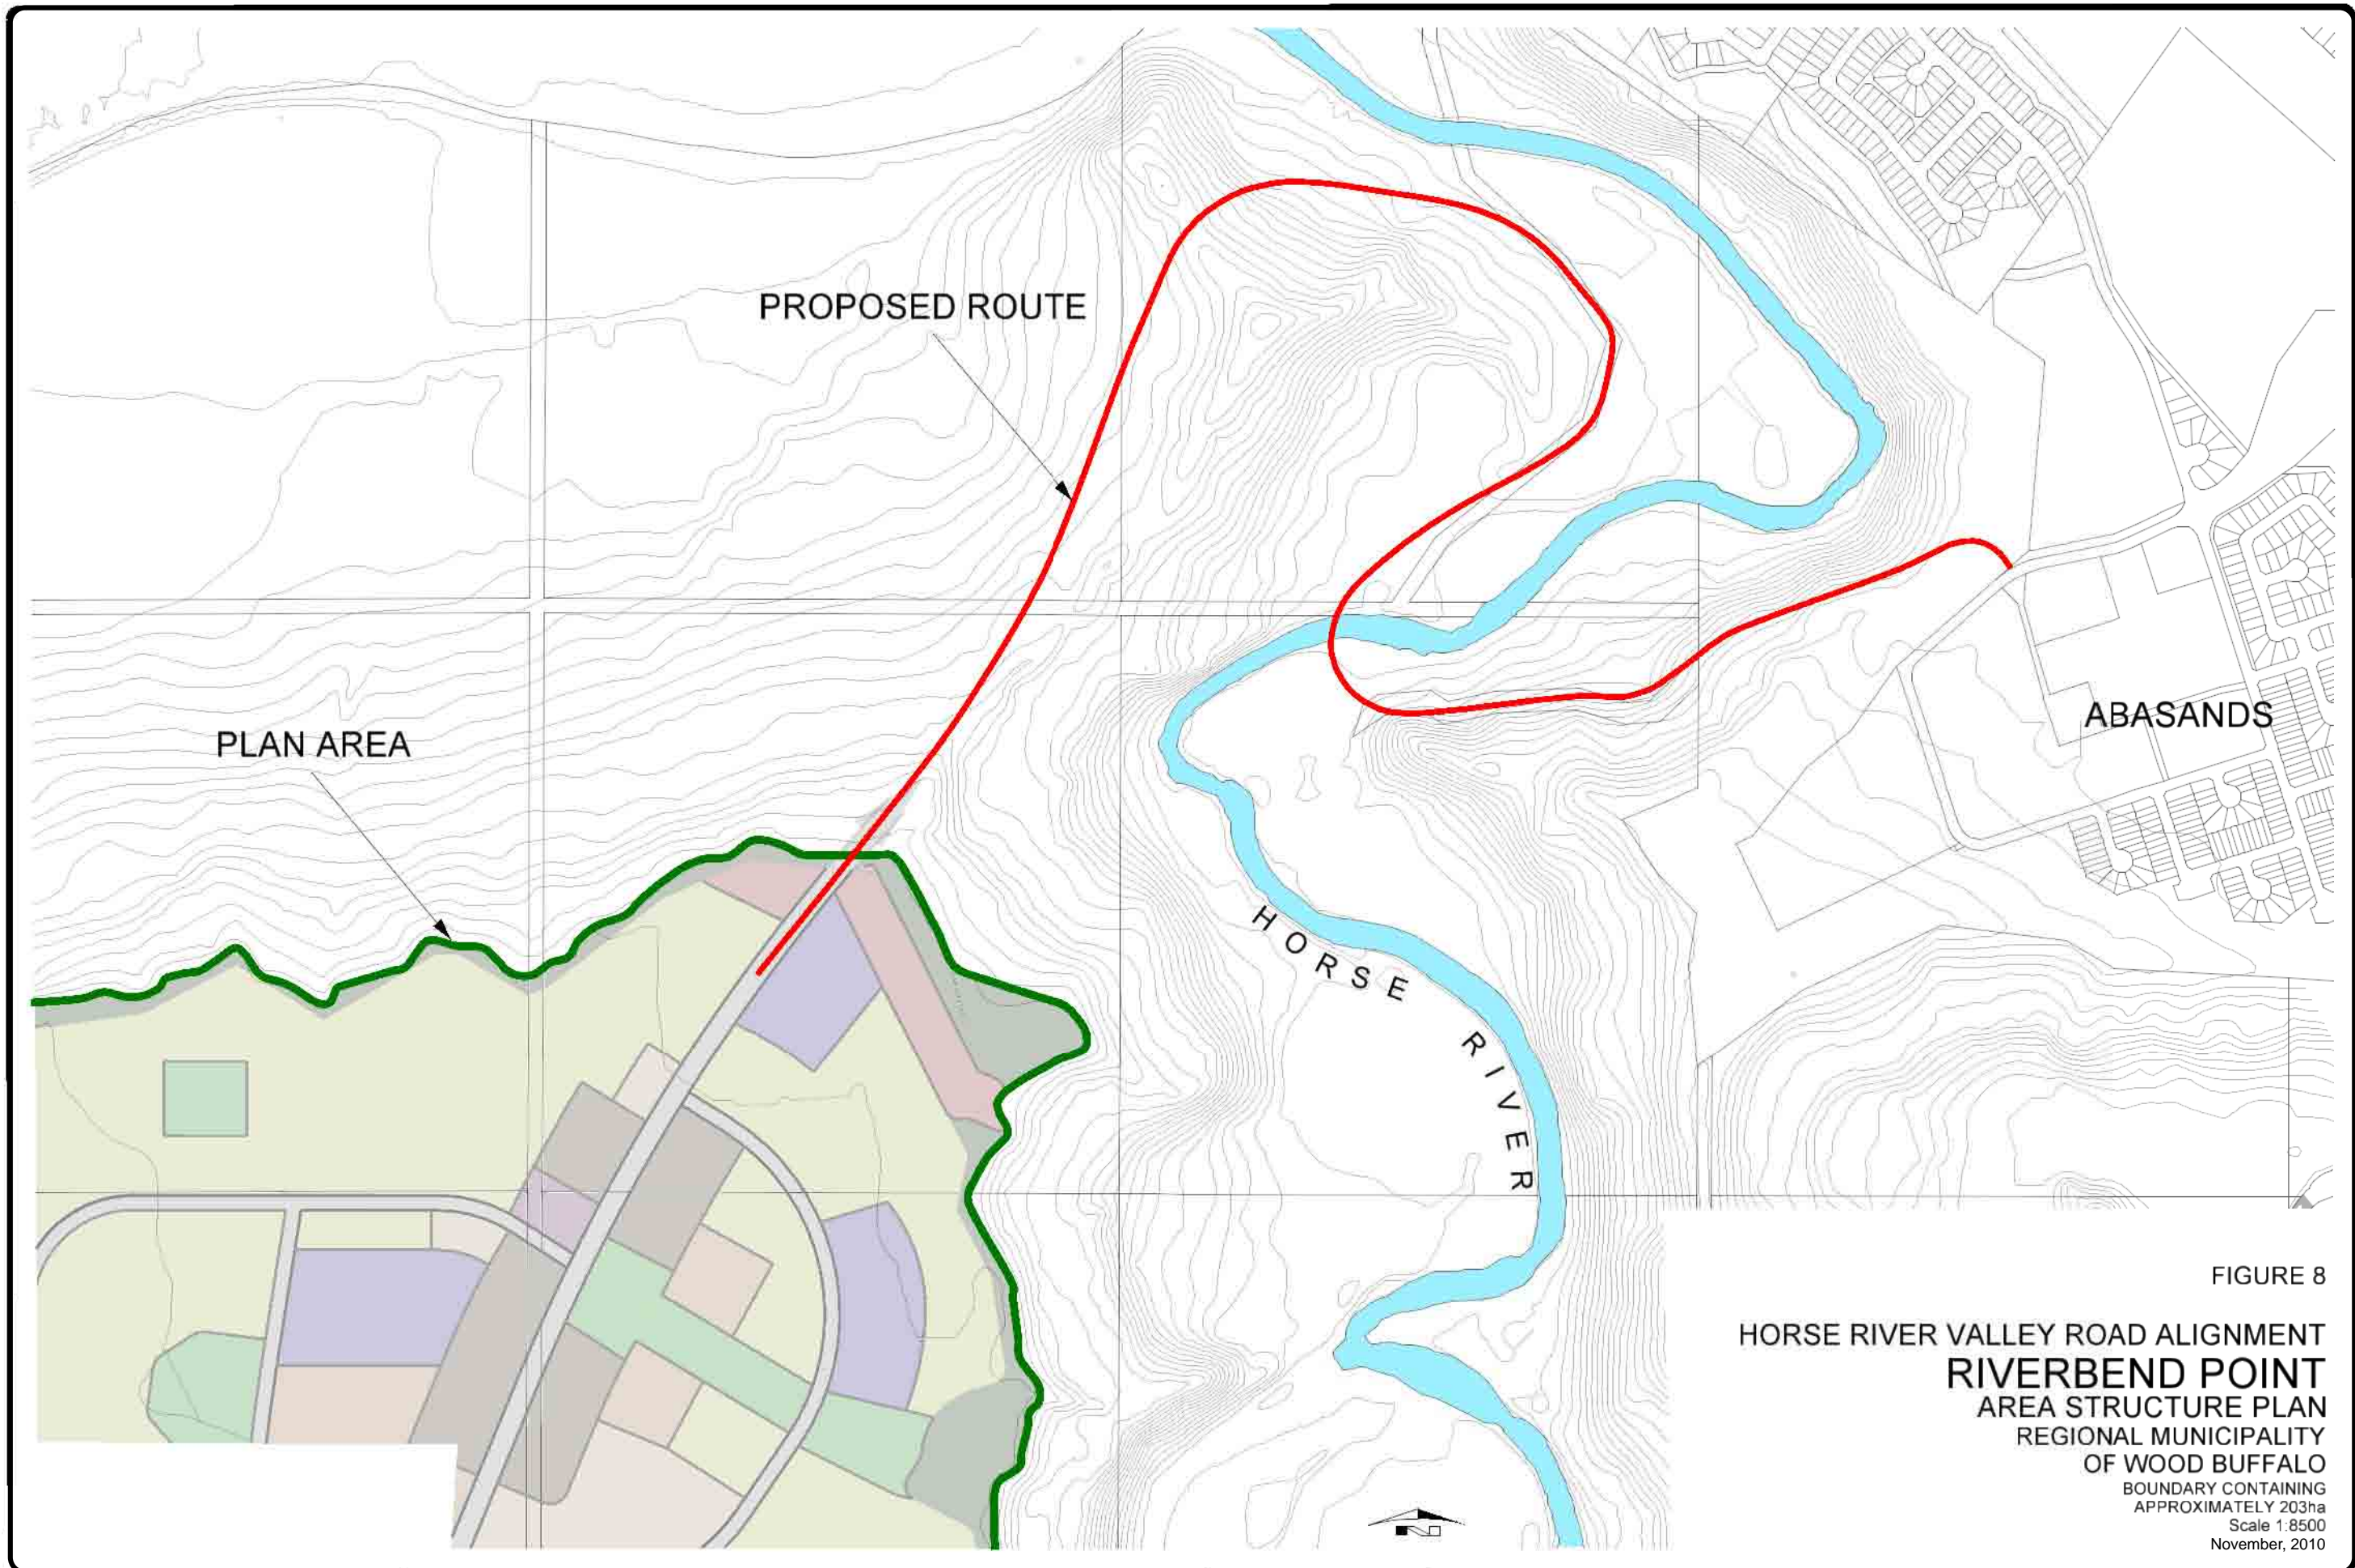 PROPOSED ROUTE
PLAN AREA
ABASANDS
HORSE RIVER
FIGURE 8
HORSE RIVER VALLEY ROAD ALIGNMENT
RIVERBEND POINT
AREA STRUCTURE PLAN
REGIONAL MUNICIPALITY
OF WOOD BUFFALO
BOUNDARY CONTAINING
APPROXIMATELY 203ha
Scale 1:8500
November, 2010